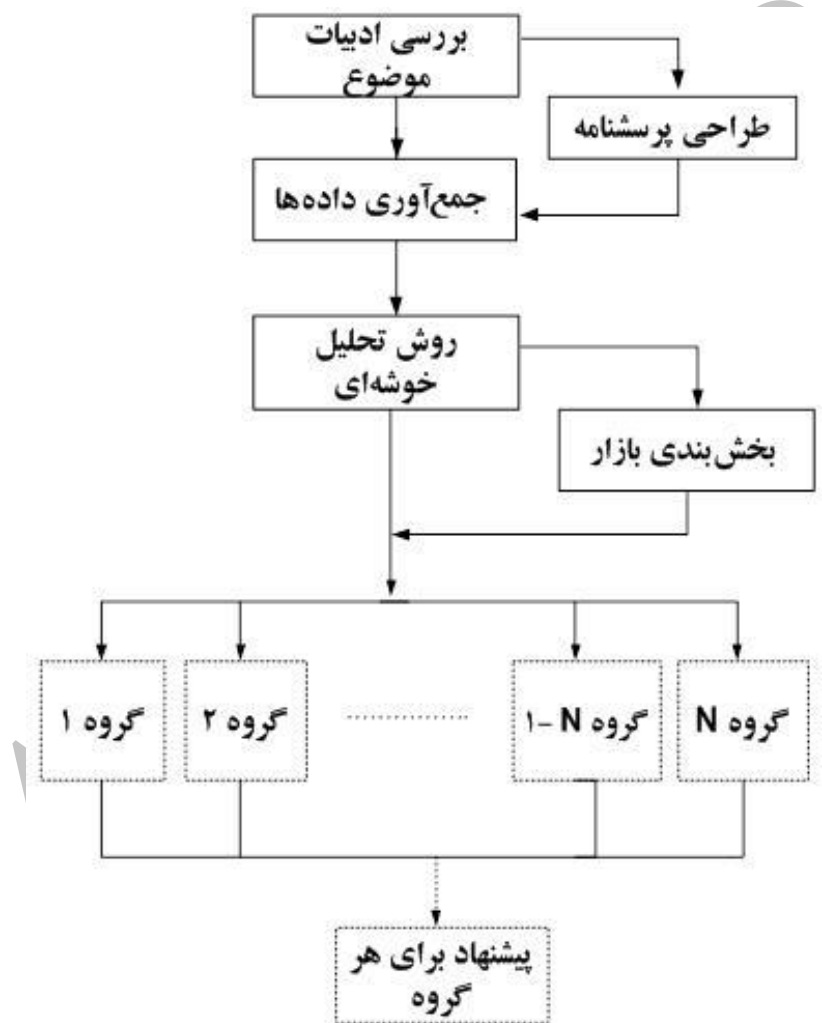 بررسی ادبیات
موضوع
طراحی پرسشنامه
جمع‌آوری داده‌ها
روش تحلیل
خوشه‌ای
بخش‌بندی بازار
گروه ۱
گروه ۲
................
گروه N –۱
گروه N
پیشنهاد برای هر
گروه